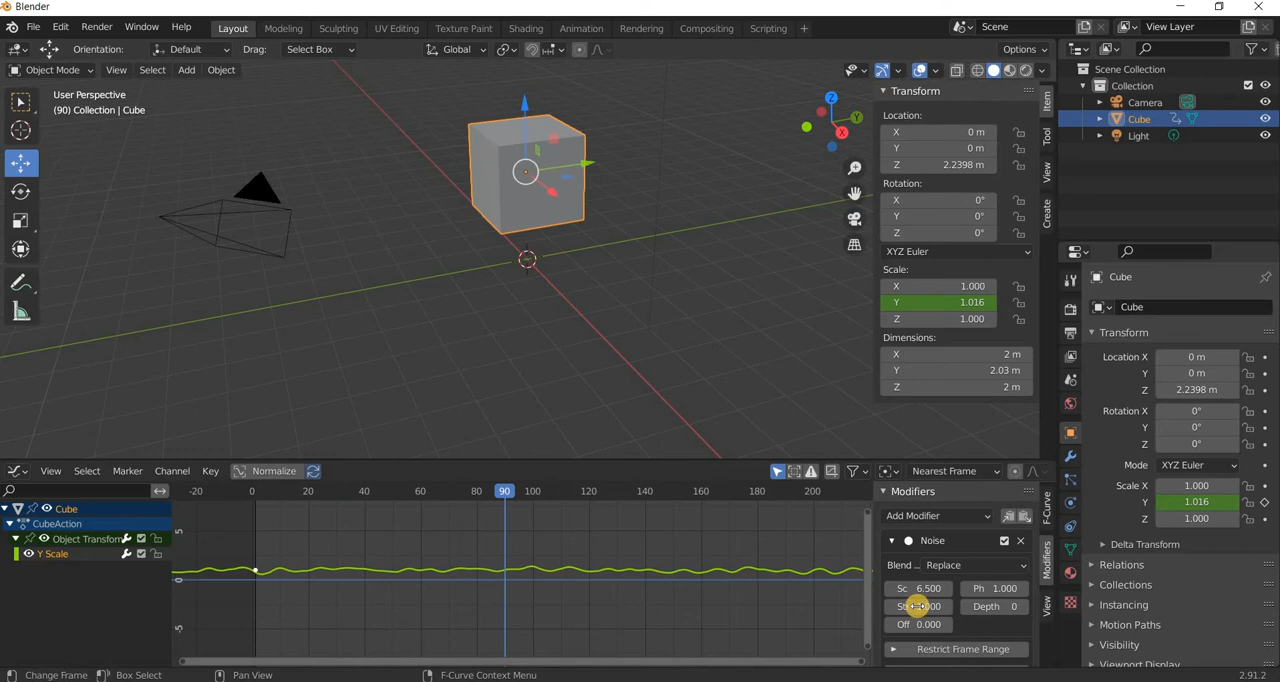 Blender
File Edit Render Window Help Layout Modeling Sculpting UV Editing Texture Paint Shading Animation Rendering Compositing Scripting + Scene View Layer
Orientation: Default Drag: Select Box Global Options
Object Mode View Select Add Object
User Perspective
(90) Collection | Cube
Z
Y
X
Transform
Location:
X 0 m
Y 0 m
Z 2.2398 m
Rotation:
X 0°
Y 0°
Z 0°
XYZ Euler
Scale:
X 1.000
Y 1.016
Z 1.000
Dimensions:
X 2 m
Y 2.03 m
Z 2 m
Item
Tool
View
Create
Scene Collection
Collection
Camera
Cube
Light
Cube
Cube
Transform
Location X 0 m
Y 0 m
Z 2.2398 m
Rotation X 0°
Y 0°
Z 0°
Mode XYZ Euler
Scale X 1.000
Y 1.016
Z 1.000
Delta Transform
Relations
Collections
Instancing
Motion Paths
Visibility
Viewport Display
View Select Marker Channel Key Normalize Nearest Frame
-20 0 20 40 60 80 90 100 120 140 160 180 200
Cube
CubeAction
Object Transform
Y Scale
5
0
-5
Modifiers
Add Modifier
Noise
Blend ... Replace
Sc 6.500 Ph 1.000
Depth 0
Off 0.000
Restrict Frame Range
F-Curve
Modifiers
View
Change Frame Box Select Pan View F-Curve Context Menu 2.91.2